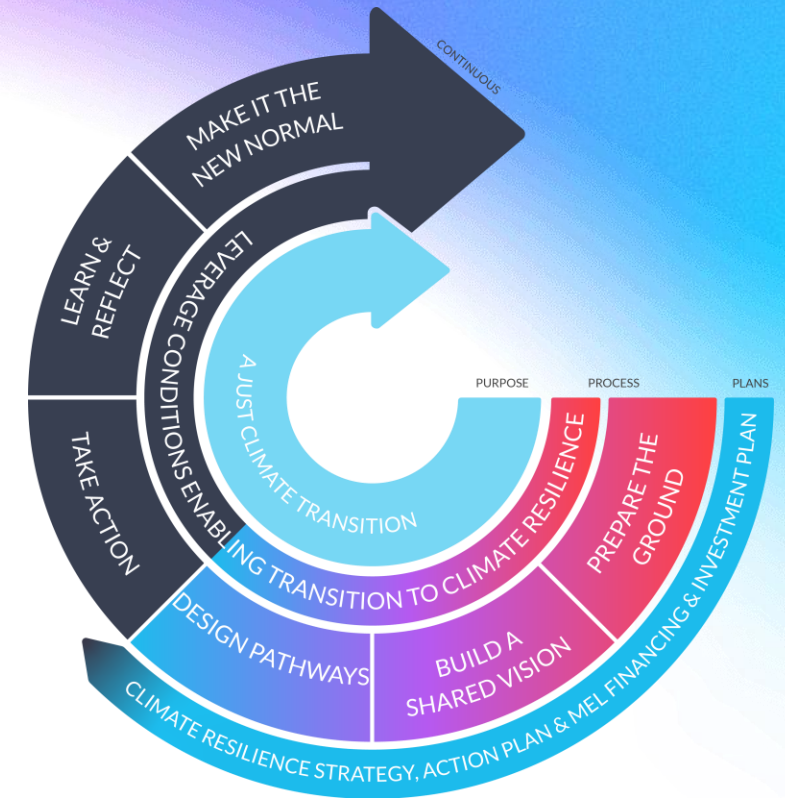 CONTINUOUS
MAKE IT THE
NEW NORMAL
LEARN &
REFLECT
TAKE ACTION
LEVERAGE CONDITIONS ENABLING TRANSITION TO CLIMATE RESILIENCE
A JUST CLIMATE TRANSITION
PURPOSE
PROCESS
PLANS
PREPARE THE
GROUND
BUILD A
SHARED VISION
DESIGN PATHWAYS
CLIMATE RESILIENCE STRATEGY, ACTION PLAN & MEL FINANCING & INVESTMENT PLAN